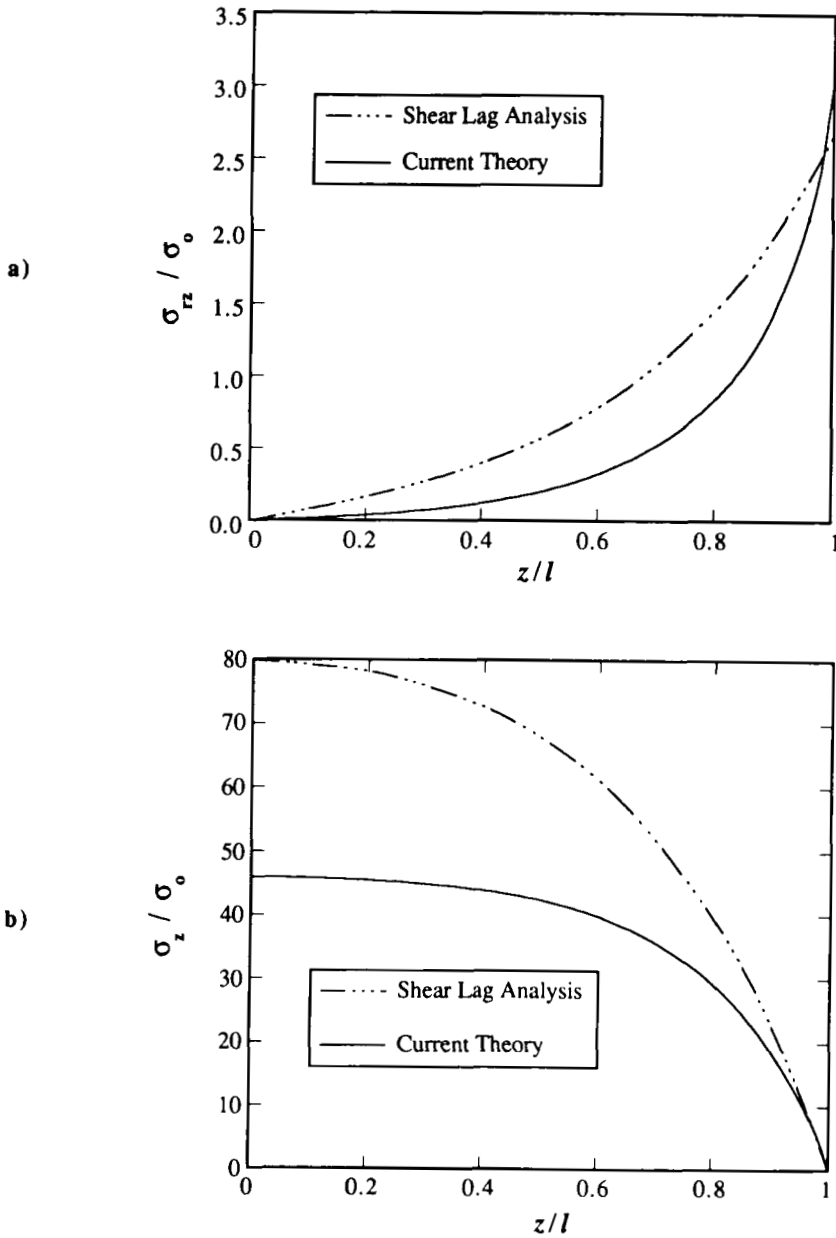 a)
3.5
3.0
2.5
2.0
1.5
1.0
0.5
0.0
σrz / σo
Shear Lag Analysis
Current Theory
0 0.2 0.4 0.6 0.8 1
z/l
b)
80
70
60
50
40
30
20
10
0
σz / σo
Shear Lag Analysis
Current Theory
0 0.2 0.4 0.6 0.8 1
z/l